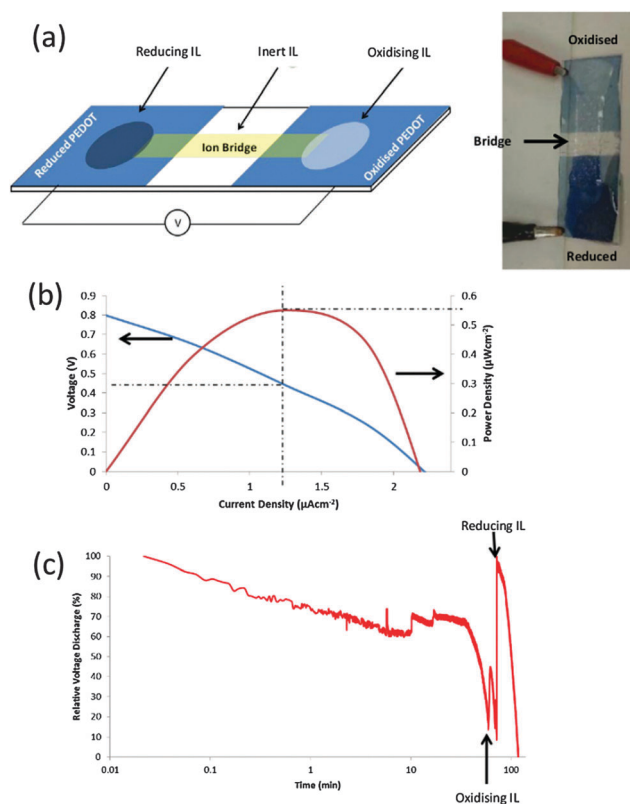 (a)
Reducing IL
Inert IL
Oxidising IL
Reduced PEDOT
Ion Bridge
Oxidised PEDOT
V
Oxidised
Bridge
Reduced
(b)
0.9
0.8
0.7
0.6
0.5
0.4
0.3
0.2
0.1
0
Voltage (V)
0.6
0.5
0.4
0.3
0.2
0.1
0
Power Density (µWcm⁻²)
0
0.5
1
1.5
2
Current Density (µAcm⁻²)
(c)
Reducing IL
100
90
80
70
60
50
40
30
20
10
0
Relative Voltage Discharge (%)
0.01
0.1
1
10
100
Time (min)
Oxidising IL